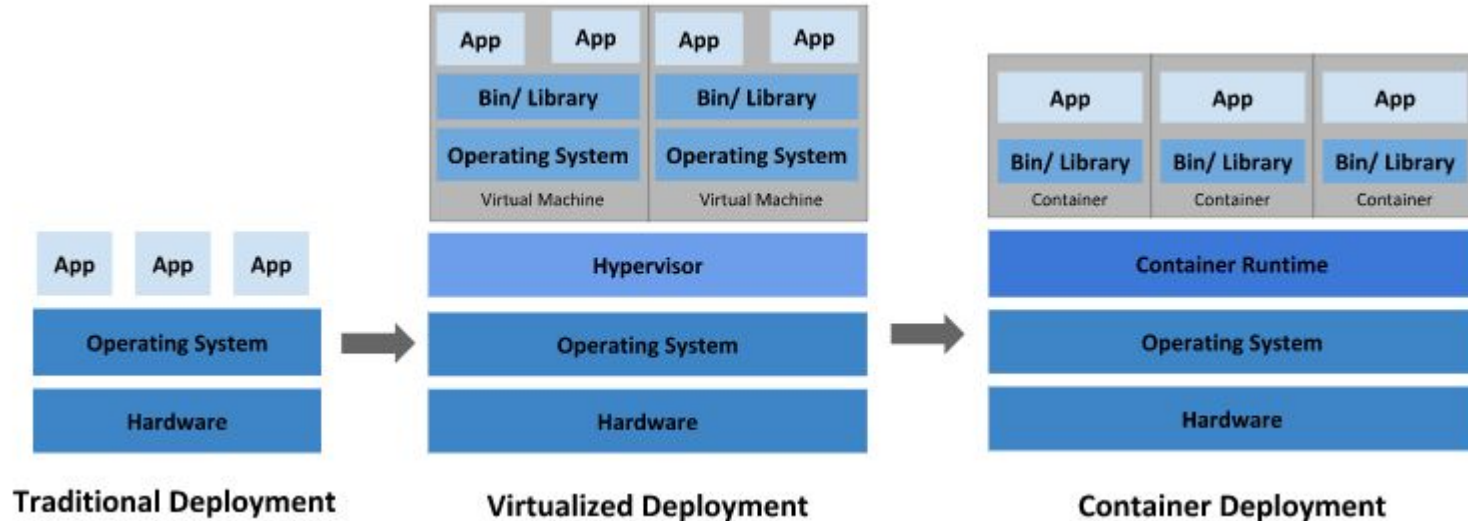 App App App
Operating System
Hardware
Traditional Deployment
App App App App
Bin/ Library Bin/ Library
Operating System Operating System
Virtual Machine Virtual Machine
Hypervisor
Operating System
Hardware
Virtualized Deployment
App App App
Bin/ Library Bin/ Library Bin/ Library
Container Container Container
Container Runtime
Operating System
Hardware
Container Deployment